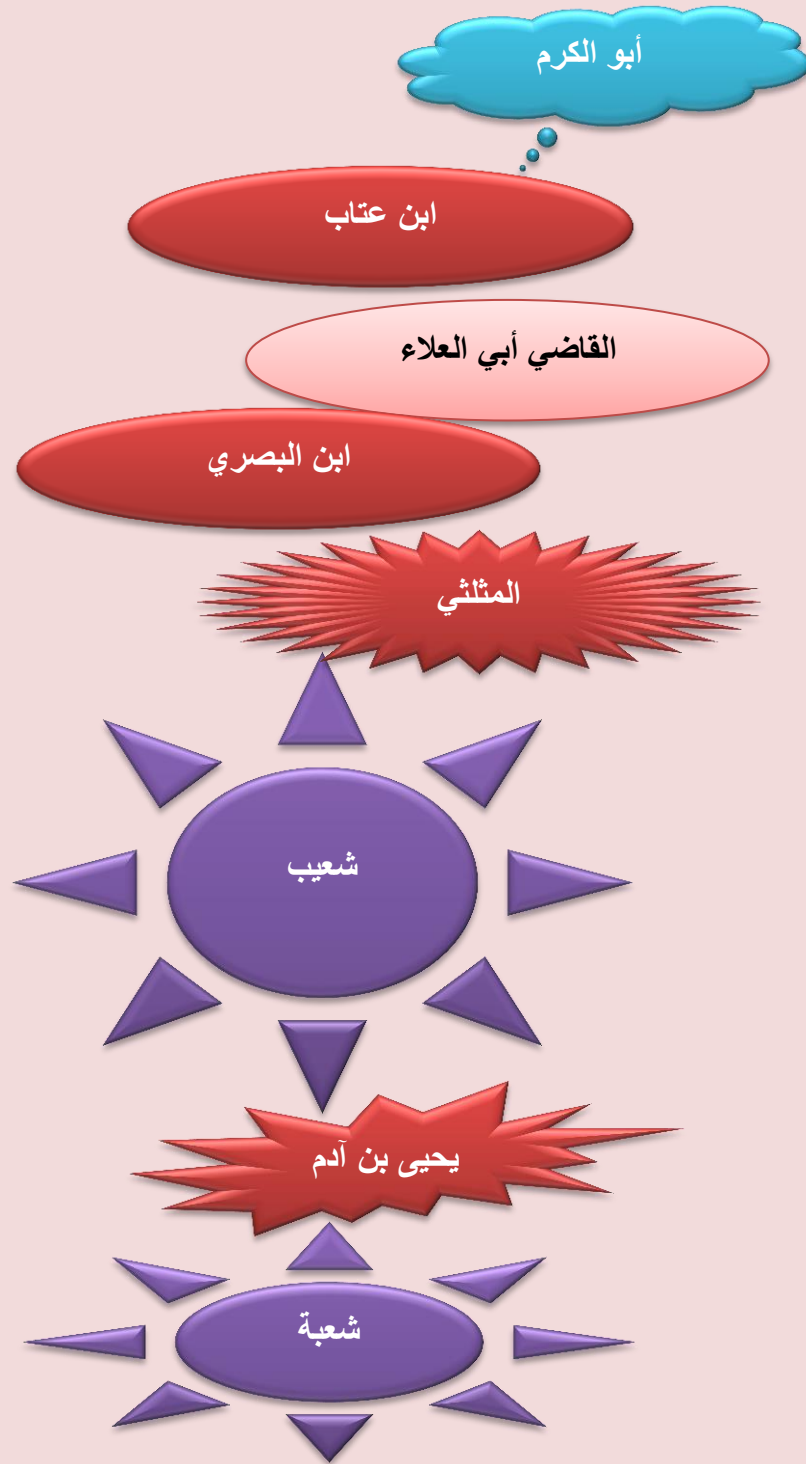 أبو الكرم
ابن عتاب
القاضي أبي العلاء
ابن البصري
المثلثي
شعيب
يحيى بن آدم
شعبة